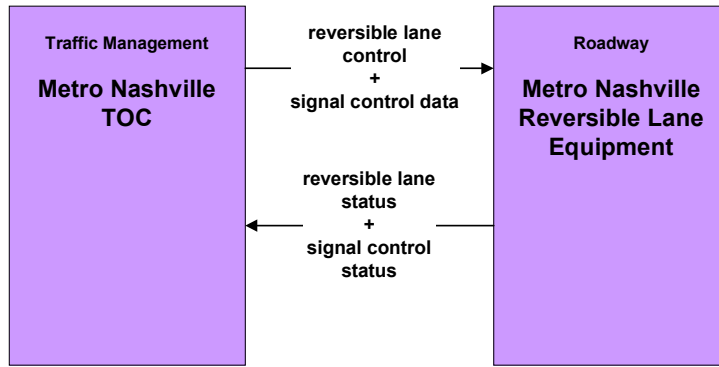 Traffic Management
Metro Nashville
TOC
reversible lane
control
+
signal control data
Roadway
Metro Nashville
Reversible Lane
Equipment
reversible lane
status
+
signal control
status